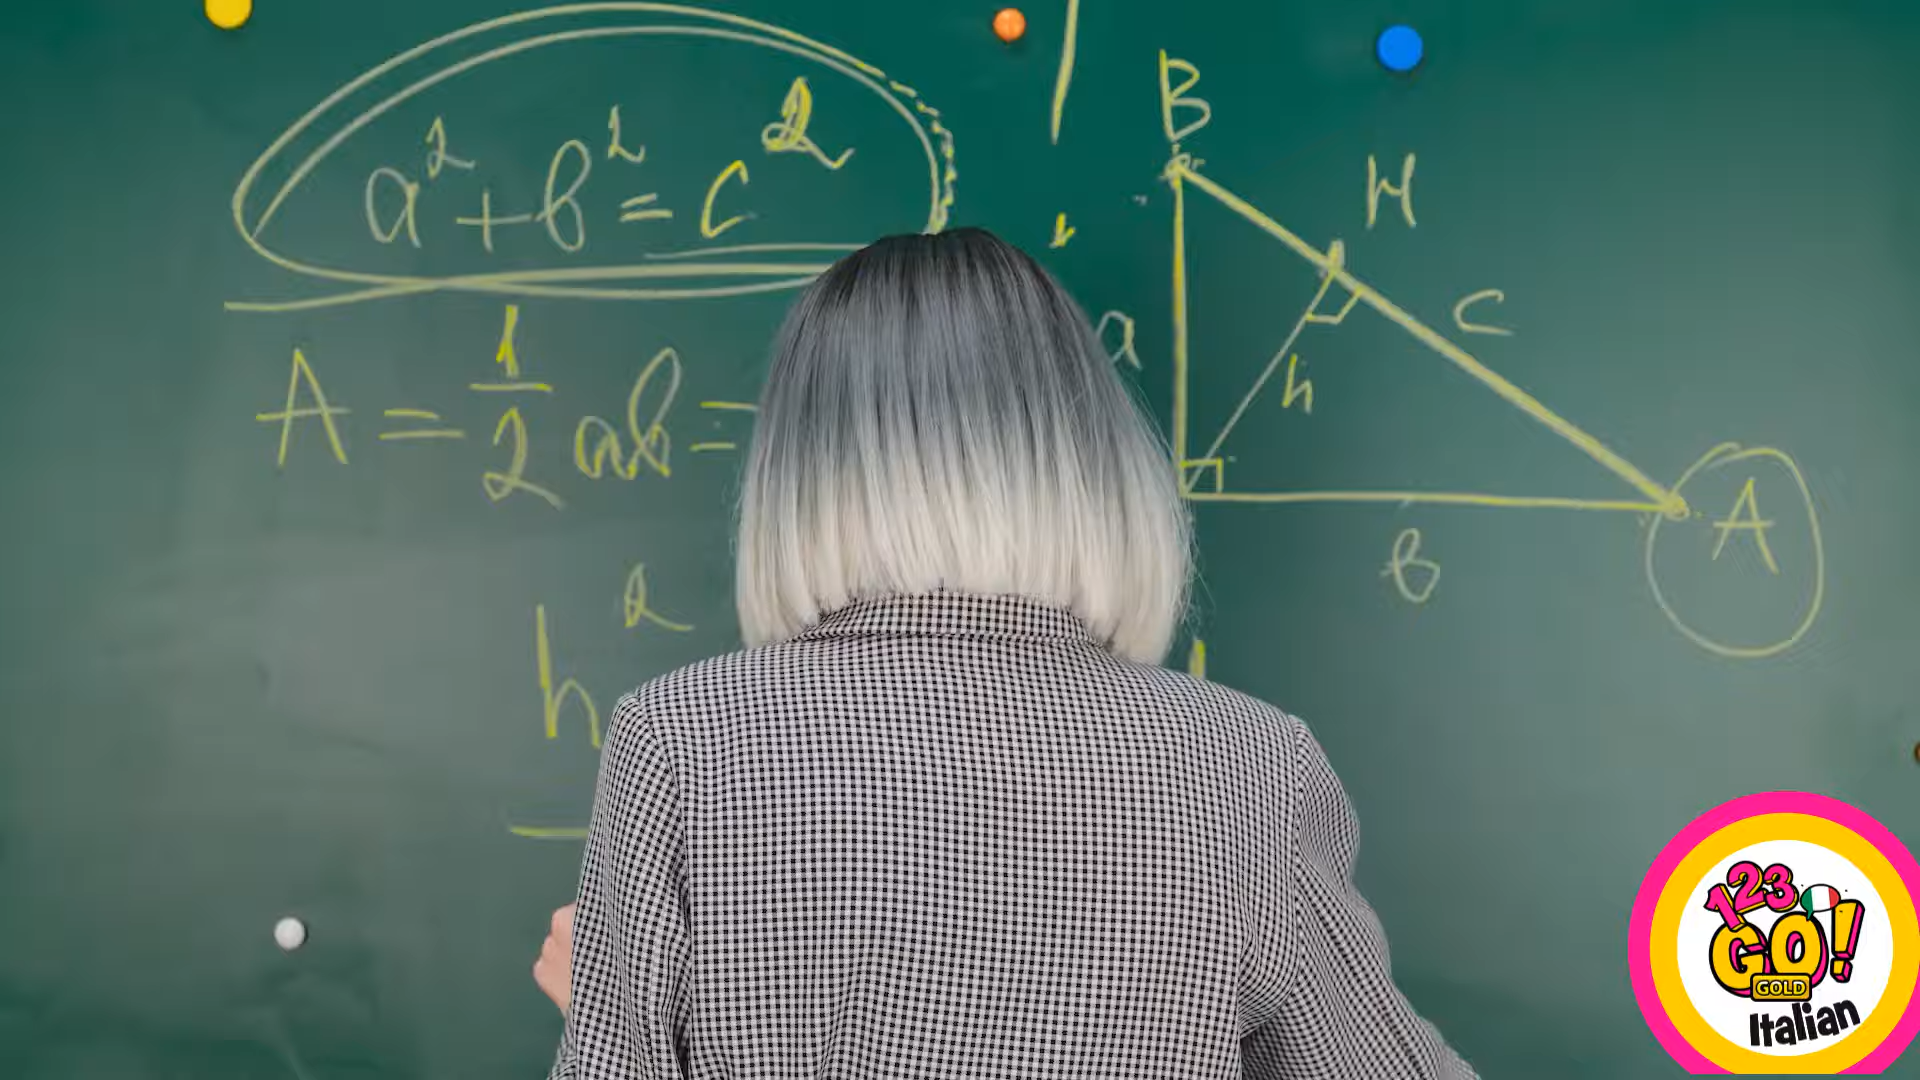 a² + b² = c²
A = 1/2 ab =
h²
B
H
a
c
h
b
A
123
GO!
GOLD
Italian